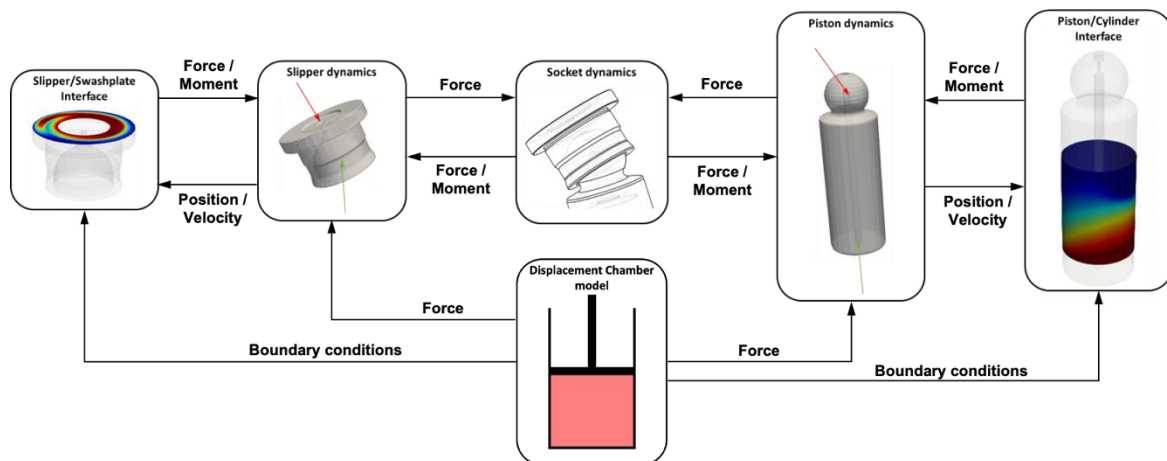 Piston dynamics
Piston/Cylinder
Interface
Slipper/Swashplate
Interface
Force /
Moment
Slipper dynamics
Force
Socket dynamics
Force
Force /
Moment
Position /
Velocity
Force /
Moment
Force /
Moment
Position /
Velocity
Displacement Chamber
model
Force
Boundary conditions
Force
Boundary conditions